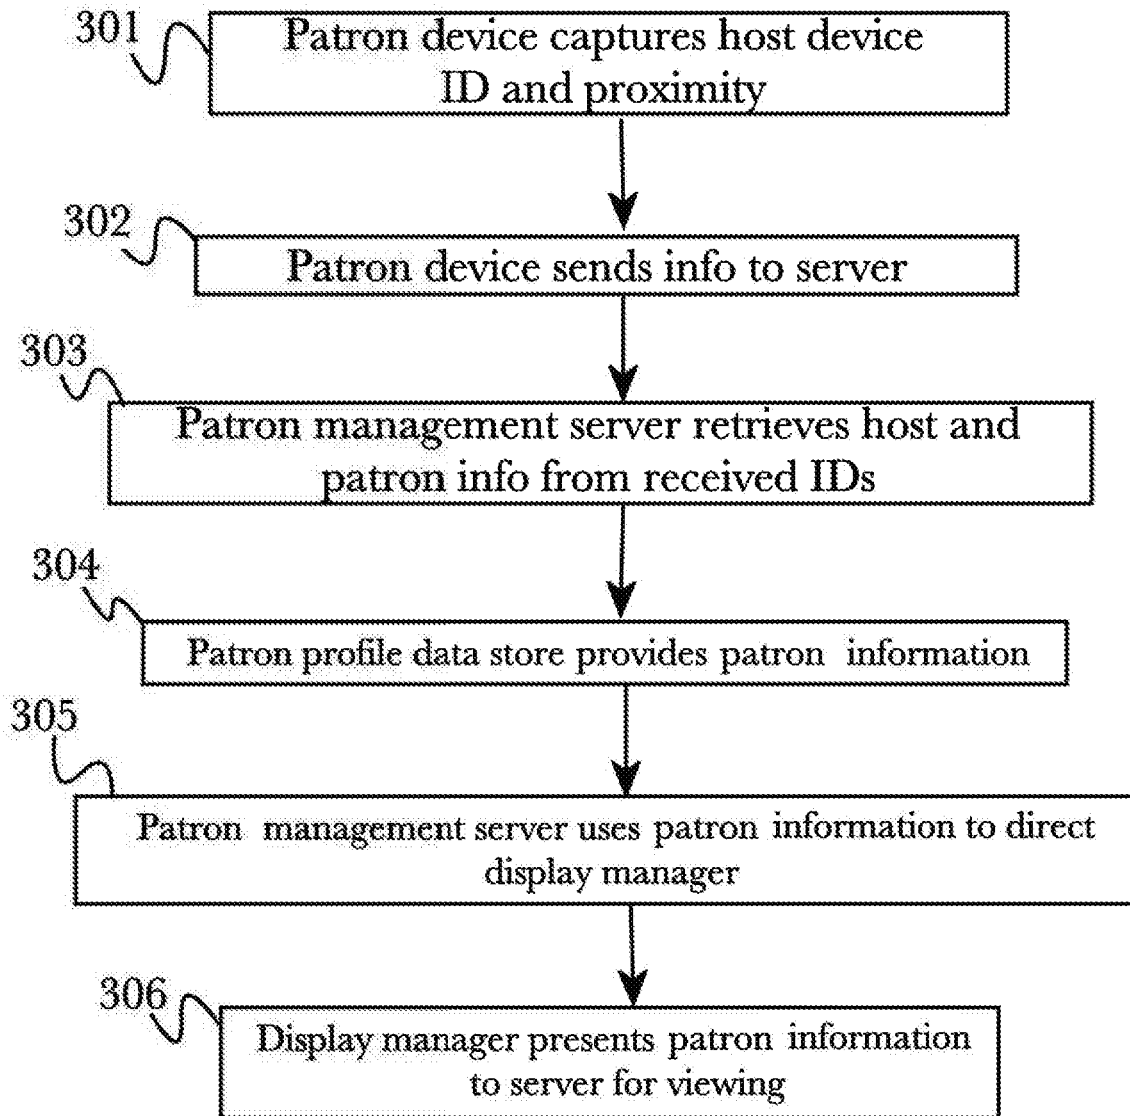 301
Patron device captures host device
ID and proximity
302
Patron device sends info to server
303
Patron management server retrieves host and
patron info from received IDs
304
Patron profile data store provides patron information
305
Patron management server uses patron information to direct
display manager
306
Display manager presents patron information
to server for viewing